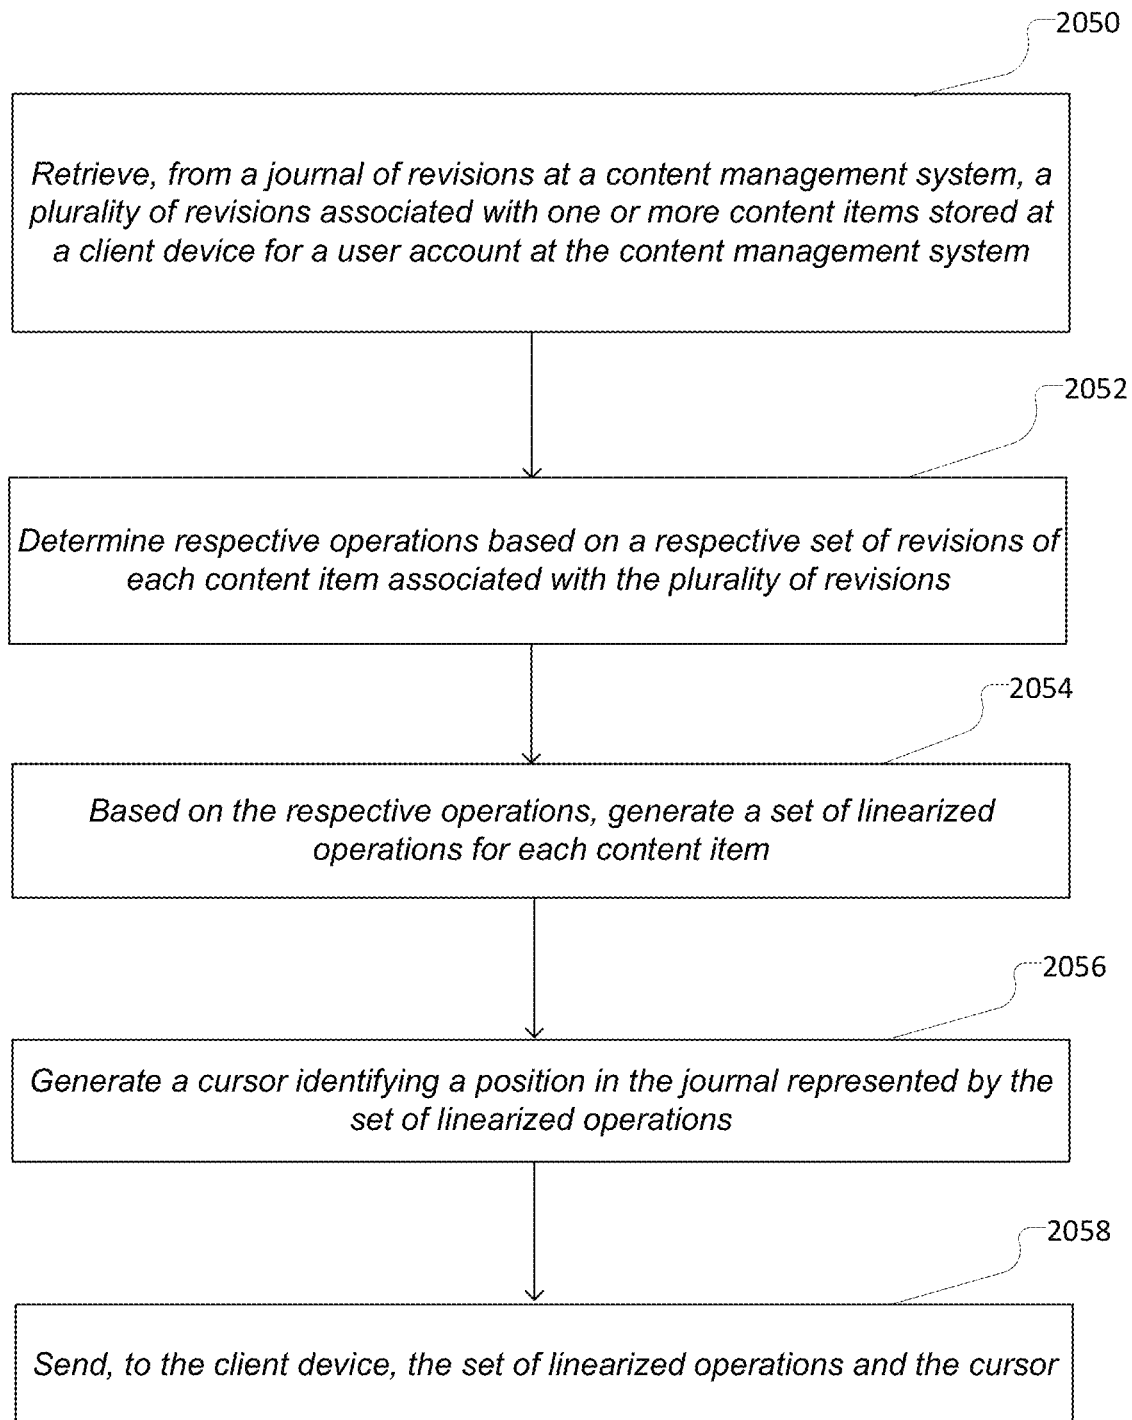 2050
Retrieve, from a journal of revisions at a content management system, a
plurality of revisions associated with one or more content items stored at
a client device for a user account at the content management system
2052
Determine respective operations based on a respective set of revisions of
each content item associated with the plurality of revisions
2054
Based on the respective operations, generate a set of linearized
operations for each content item
2056
Generate a cursor identifying a position in the journal represented by the
set of linearized operations
2058
Send, to the client device, the set of linearized operations and the cursor